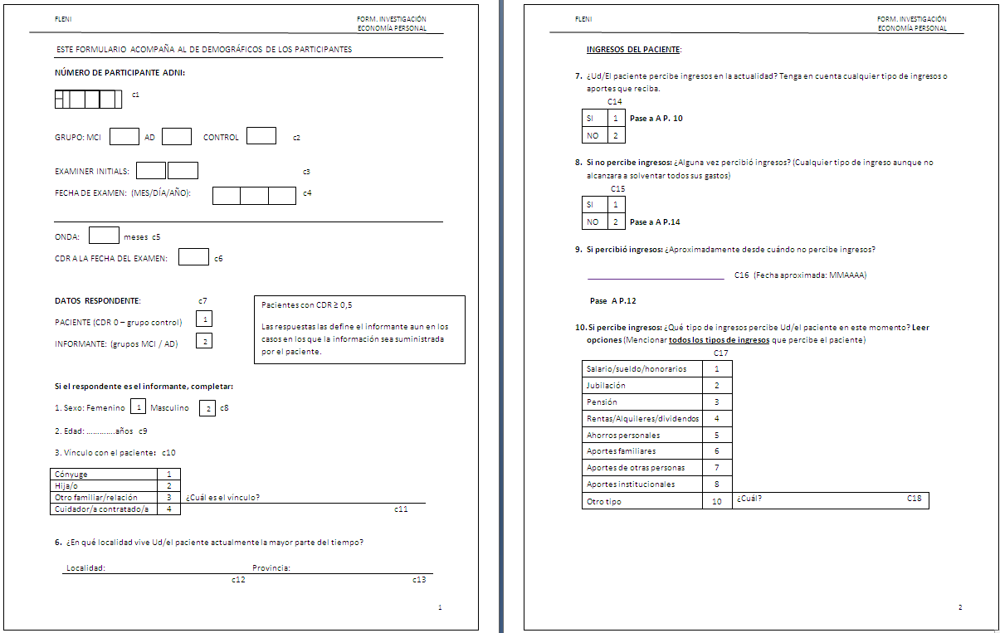 FLENI FORM. INVESTIGACIÓN
ECONOMÍA PERSONAL
ESTE FORMULARIO ACOMPAÑA AL DE DEMOGRÁFICOS DE LOS PARTICIPANTES
NÚMERO DE PARTICIPANTE ADNI:
c1
GRUPO: MCI AD CONTROL c2
EXAMINER INITIALS: c3
FECHA DE EXAMEN: (MES/DÍA/AÑO): c4
ONDA: meses c5
CDR A LA FECHA DEL EXAMEN: c6
DATOS RESPONDENTE: c7
PACIENTE (CDR 0 – grupo control) 1
INFORMANTE: (grupos MCI / AD) 2
Pacientes con CDR ≥ 0,5
Las respuestas las define el informante aun en los
casos en los que la información sea suministrada
por el paciente.
Si el respondente es el informante, completar:
1. Sexo: Femenino 1 Masculino 2 c8
2. Edad: .............años c9
3. Vínculo con el paciente: c10
Cónyuge 1
Hija/o 2
Otro familiar/relación 3 ¿Cuál es el vínculo?
Cuidador/a contratado/a 4 c11
6. ¿En qué localidad vive Ud/el paciente actualmente la mayor parte del tiempo?
Localidad: Provincia:
c12 c13
1
FLENI FORM. INVESTIGACIÓN
ECONOMÍA PERSONAL
INGRESOS DEL PACIENTE:
7. ¿Ud/El paciente percibe ingresos en la actualidad? Tenga en cuenta cualquier tipo de ingresos o
aportes que reciba.
C14
SI 1 Pase a A P. 10
NO 2
8. Si no percibe ingresos: ¿Alguna vez percibió ingresos? (Cualquier tipo de ingreso aunque no
alcanzara a solventar todos sus gastos)
C15
SI 1
NO 2 Pase a A P.14
9. Si percibió ingresos: ¿Aproximadamente desde cuándo no percibe ingresos?
C16 (Fecha aproximada: MMAAAA)
Pase A P.12
10. Si percibe ingresos: ¿Qué tipo de ingresos percibe Ud/el paciente en este momento? Leer
opciones (Mencionar todos los tipos de ingresos que percibe el paciente)
C17
Salario/sueldo/honorarios 1
Jubilación 2
Pensión 3
Rentas/Alquileres/dividendos 4
Ahorros personales 5
Aportes familiares 6
Aportes de otras personas 7
Aportes institucionales 8
Otro tipo 10 ¿Cuál? C18
2